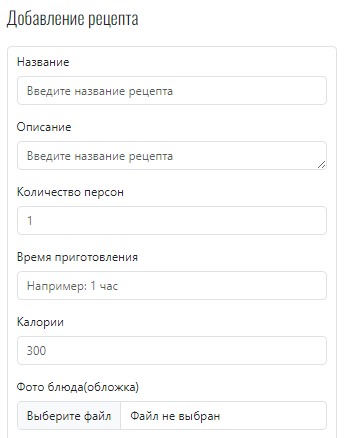 Добавление рецепта
Название
Введите название рецепта
Описание
Введите название рецепта
Количество персон
1
Время приготовления
Например: 1 час
Калории
300
Фото блюда(обложка)
Выберите файл Файл не выбран